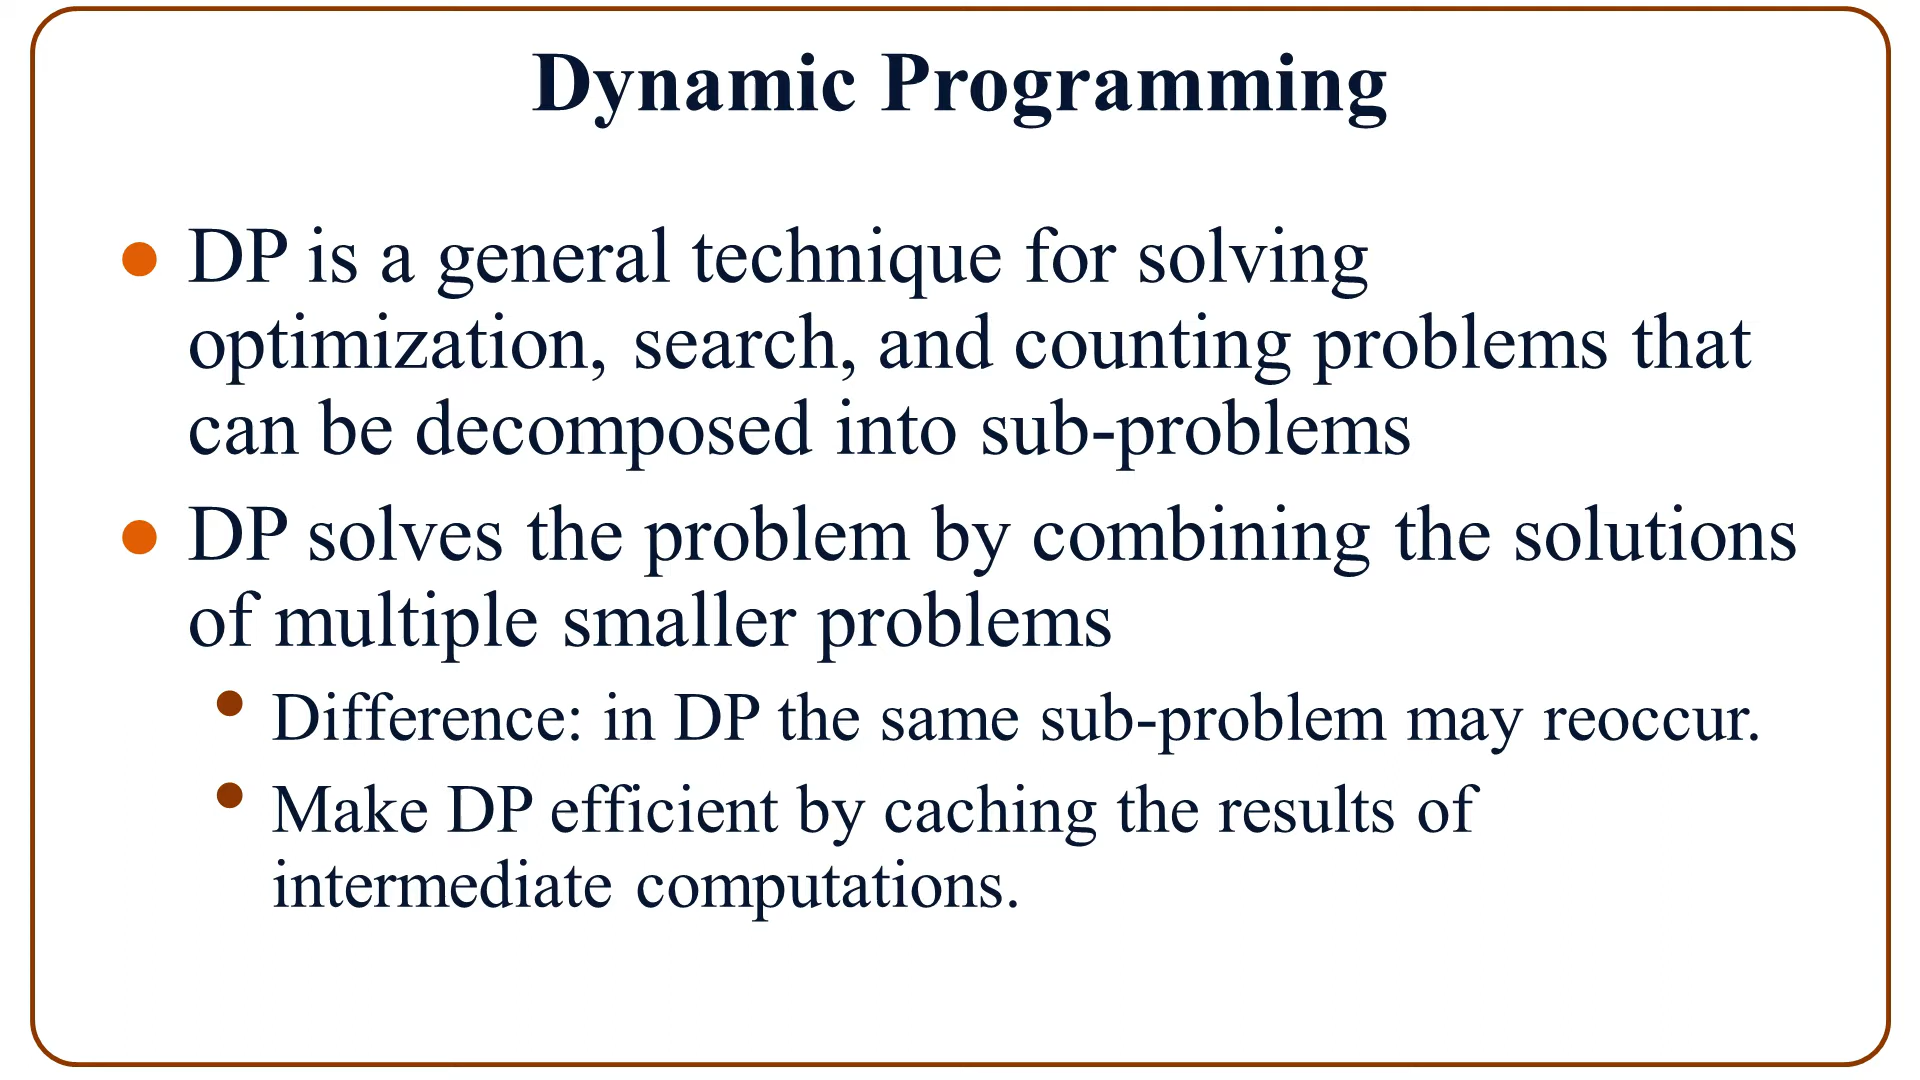 Dynamic Programming
● DP is a general technique for solving
optimization, search, and counting problems that
can be decomposed into sub-problems
● DP solves the problem by combining the solutions
of multiple smaller problems
• Difference: in DP the same sub-problem may reoccur.
• Make DP efficient by caching the results of
intermediate computations.